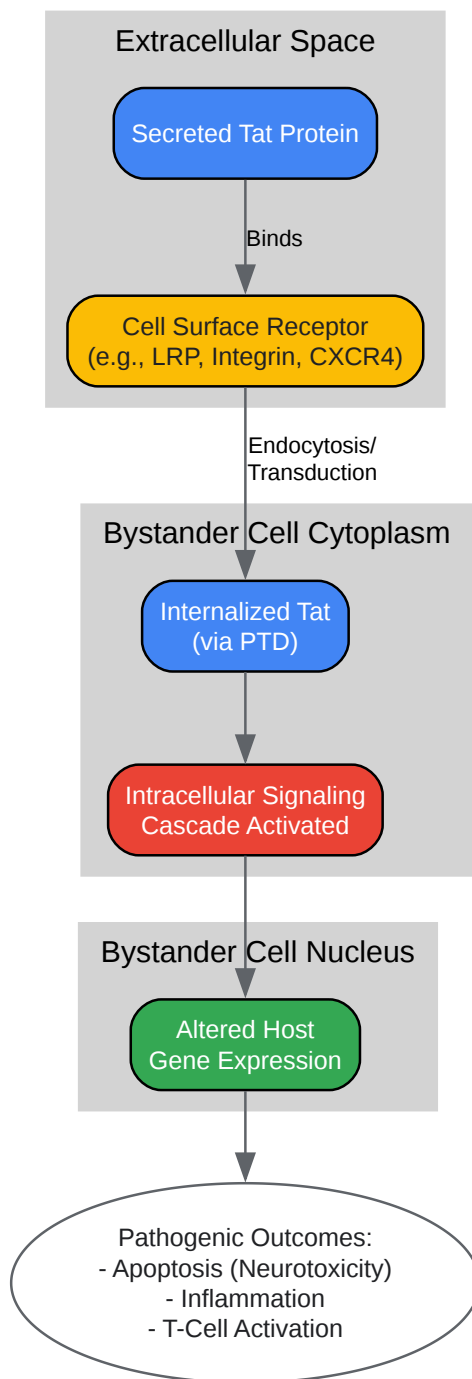 Extracellular Space
Secreted Tat Protein
Binds
Cell Surface Receptor
(e.g., LRP, Integrin, CXCR4)
Endocytosis/
Transduction
Bystander Cell Cytoplasm
Internalized Tat
(via PTD)
Intracellular Signaling
Cascade Activated
Bystander Cell Nucleus
Altered Host
Gene Expression
Pathogenic Outcomes:
- Apoptosis (Neurotoxicity)
- Inflammation
- T-Cell Activation